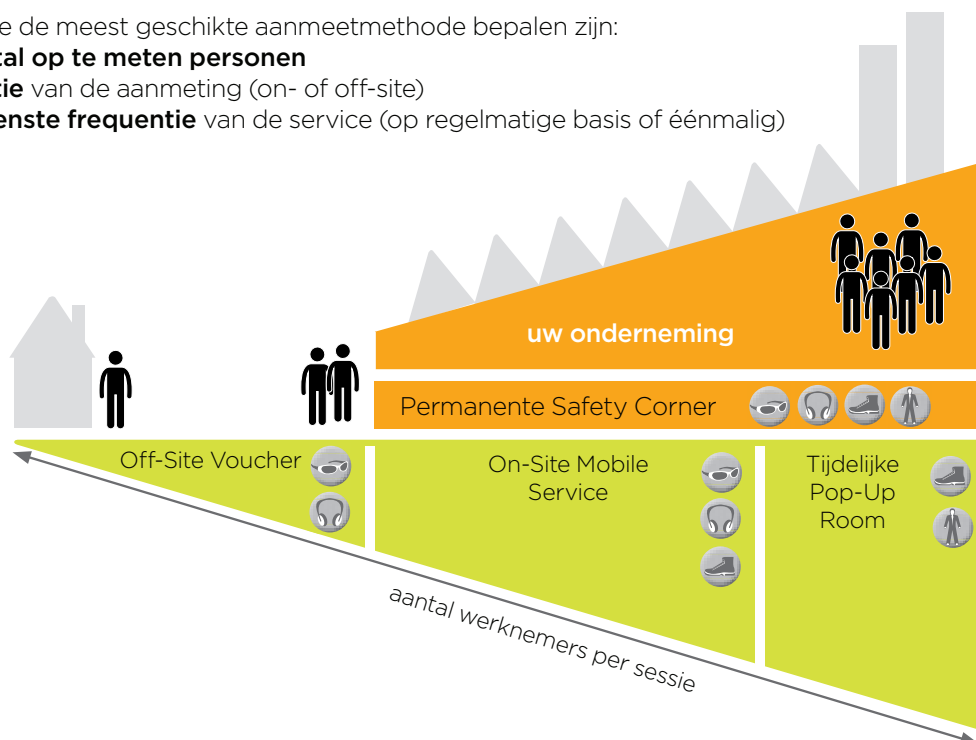 e de meest geschikte aanmeetmethode bepalen zijn:
tal op te meten personen
tie van de aanmeting (on- of off-site)
enste frequentie van de service (op regelmatige basis of éénmalig)
uw onderneming
Permanente Safety Corner
Off-Site Voucher
On-Site Mobile
Service
Tijdelijke
Pop-Up
Room
aantal werknemers per sessie